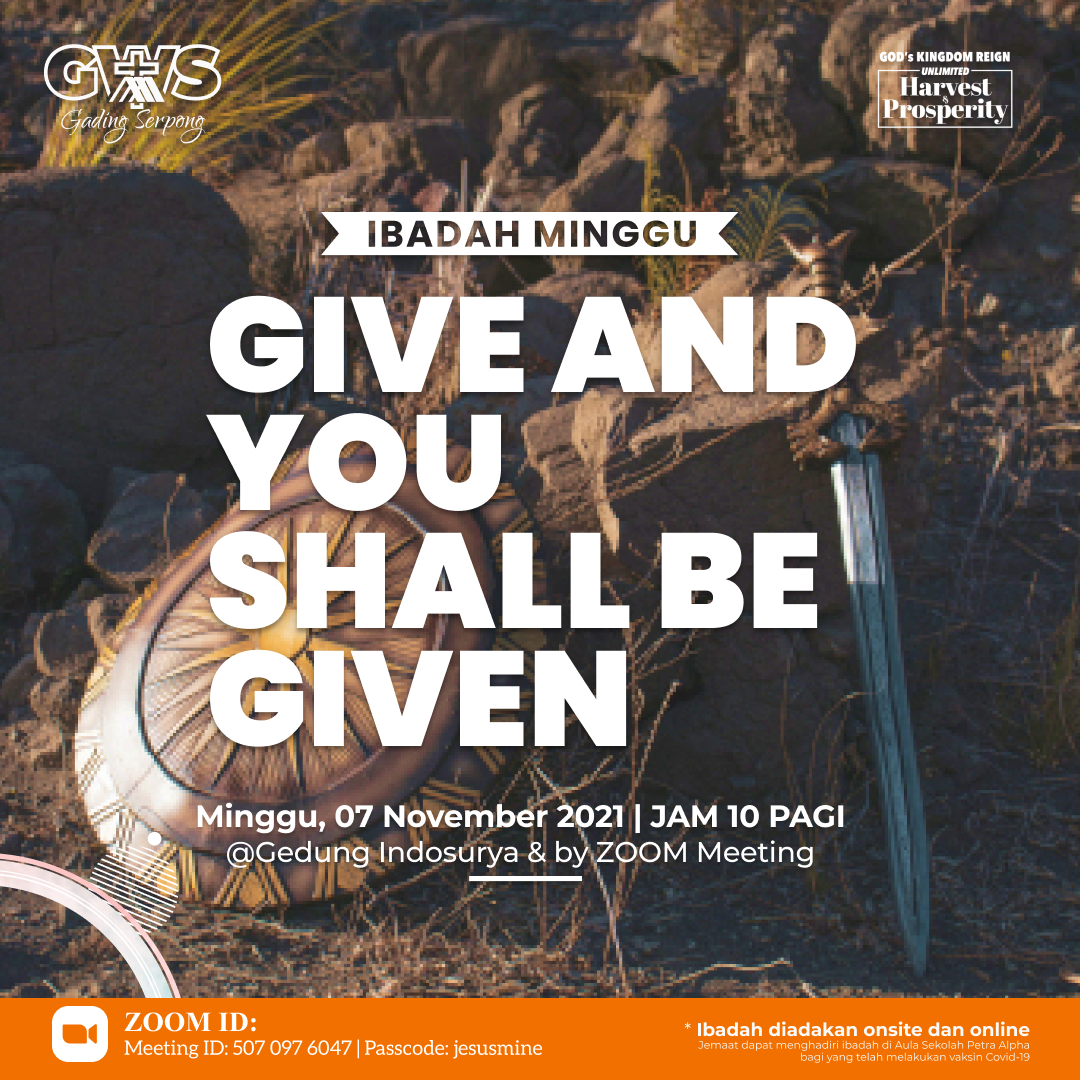 GWS
Gading Serpong
GOD's KINGDOM REIGN
UNLIMITED
Harvest
&
Prosperity
IBADAH MINGGU
GIVE AND
YOU
SHALL BE
GIVEN
Minggu, 07 November 2021 | JAM 10 PAGI
@Gedung Indosurya & by ZOOM Meeting
ZOOM ID:
Meeting ID: 507 097 6047 | Passcode: jesusmine
* Ibadah diadakan onsite dan online
Jemaat dapat menghadiri ibadah di Aula Sekolah Petra Alpha
bagi yang telah melakukan vaksin Covid-19